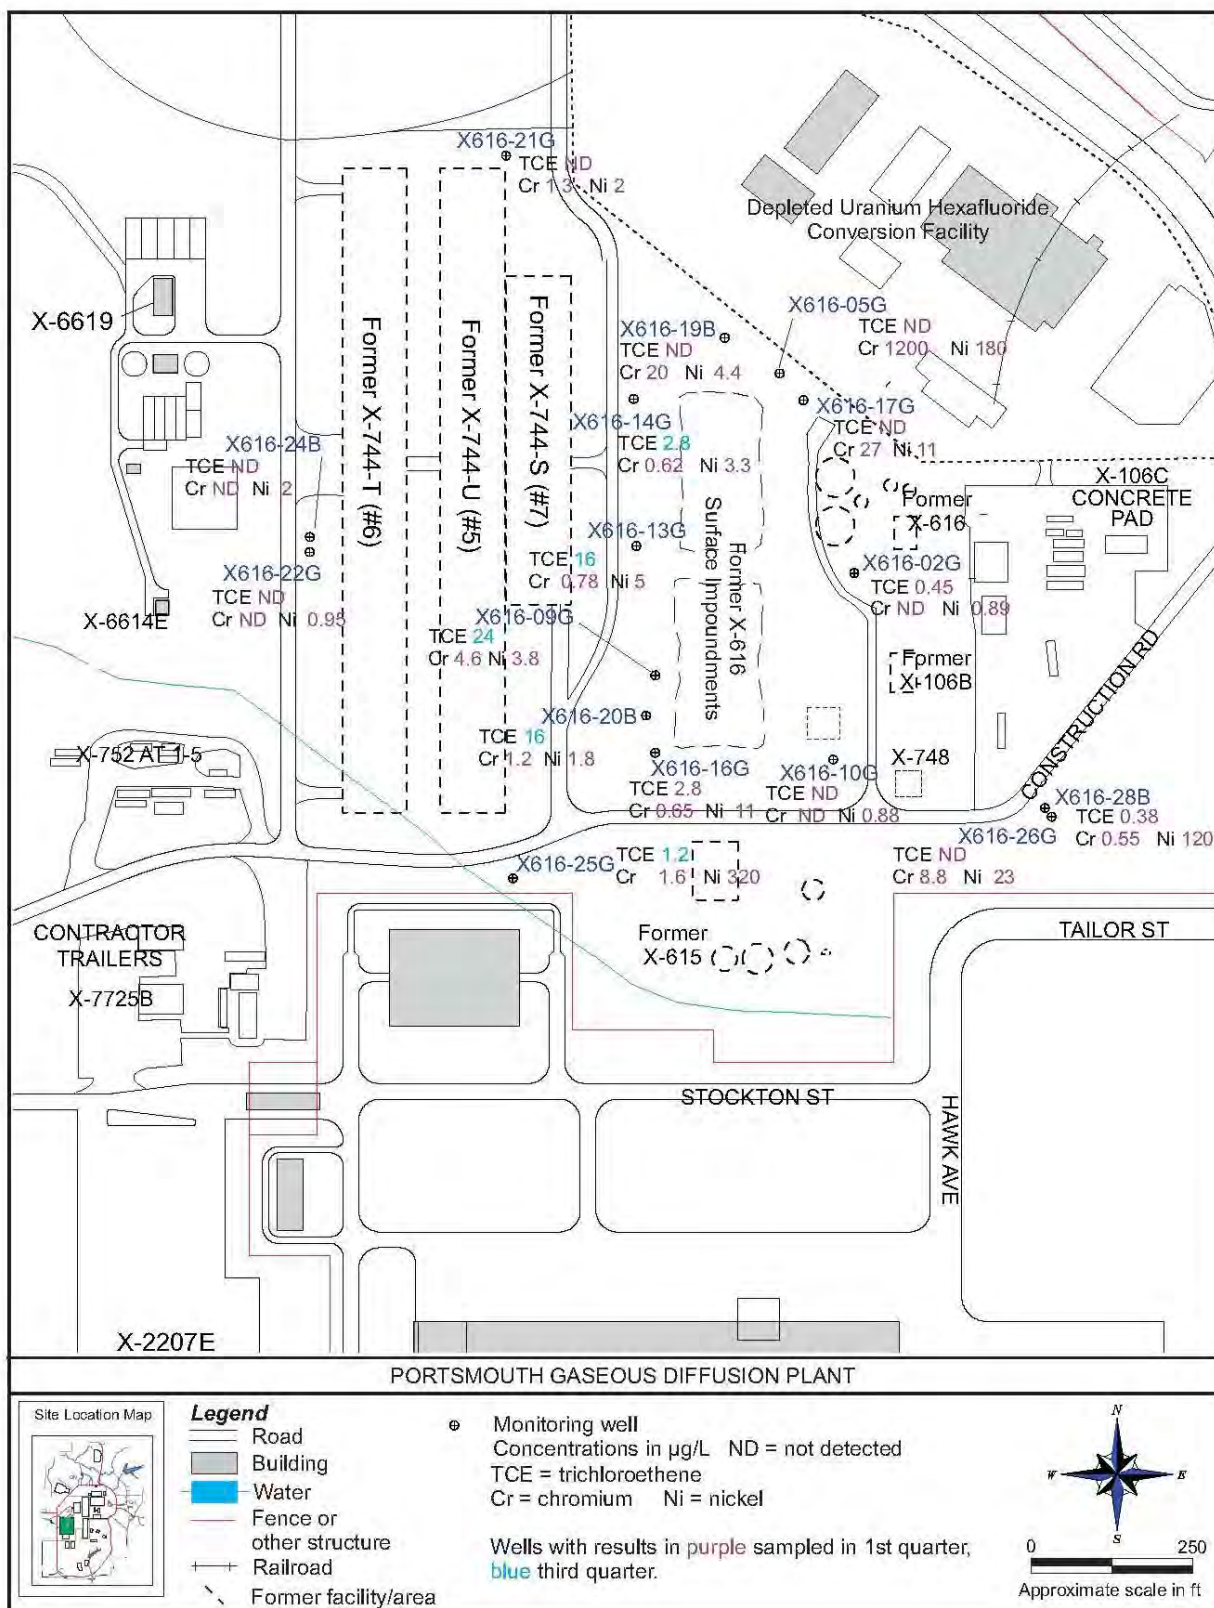 X616-21G
TCE ND
Cr 1.3 Ni 2
Depleted Uranium Hexafluoride
Conversion Facility
X-6619
Former X-744-T (#6)
Former X-744-U (#5)
Former X-744-S (#7)
X616-19B
TCE ND
Cr 20 Ni 4.4
X616-05G
TCE ND
Cr 1200 Ni 180
X616-14G
TCE 2.8
Cr 0.62 Ni 3.3
X616-17G
TCE ND
Cr 27 Ni 11
X616-24B
TCE ND
Cr ND Ni 2
X-106C
CONCRETE
PAD
Former
X-616
X616-13G
TCE 16
Cr 0.78 Ni 5
Former X-616
Surface Impoundments
X616-02G
TCE 0.45
Cr ND Ni 0.89
X616-22G
TCE ND
Cr ND Ni 0.95
X-6614E
X616-09G
TCE 24
Cr 4.6 Ni 3.8
Former
X-106B
CONSTRUCTION RD
X616-20B
TCE 16
Cr 1.2 Ni 1.8
X-752 AT 1-5
X616-16G
TCE 2.8
Cr 0.65 Ni 11
X616-10G
TCE ND
Cr ND Ni 0.88
X-748
X616-28B
TCE 0.38
Cr 0.55 Ni 120
X616-26G
TCE ND
Cr 8.8 Ni 23
X616-25G
TCE 1.2
Cr 1.6 Ni 320
CONTRACTOR
TRAILERS
X-7725B
Former
X-615
TAILOR ST
STOCKTON ST
HAWK AVE
X-2207E
PORTSMOUTH GASEOUS DIFFUSION PLANT
Site Location Map
Legend
Road
Building
Water
Fence or
other structure
Railroad
Former facility/area
Monitoring well
Concentrations in µg/L ND = not detected
TCE = trichloroethene
Cr = chromium Ni = nickel
Wells with results in purple sampled in 1st quarter,
blue third quarter.
N
W E
S
0 250
Approximate scale in ft